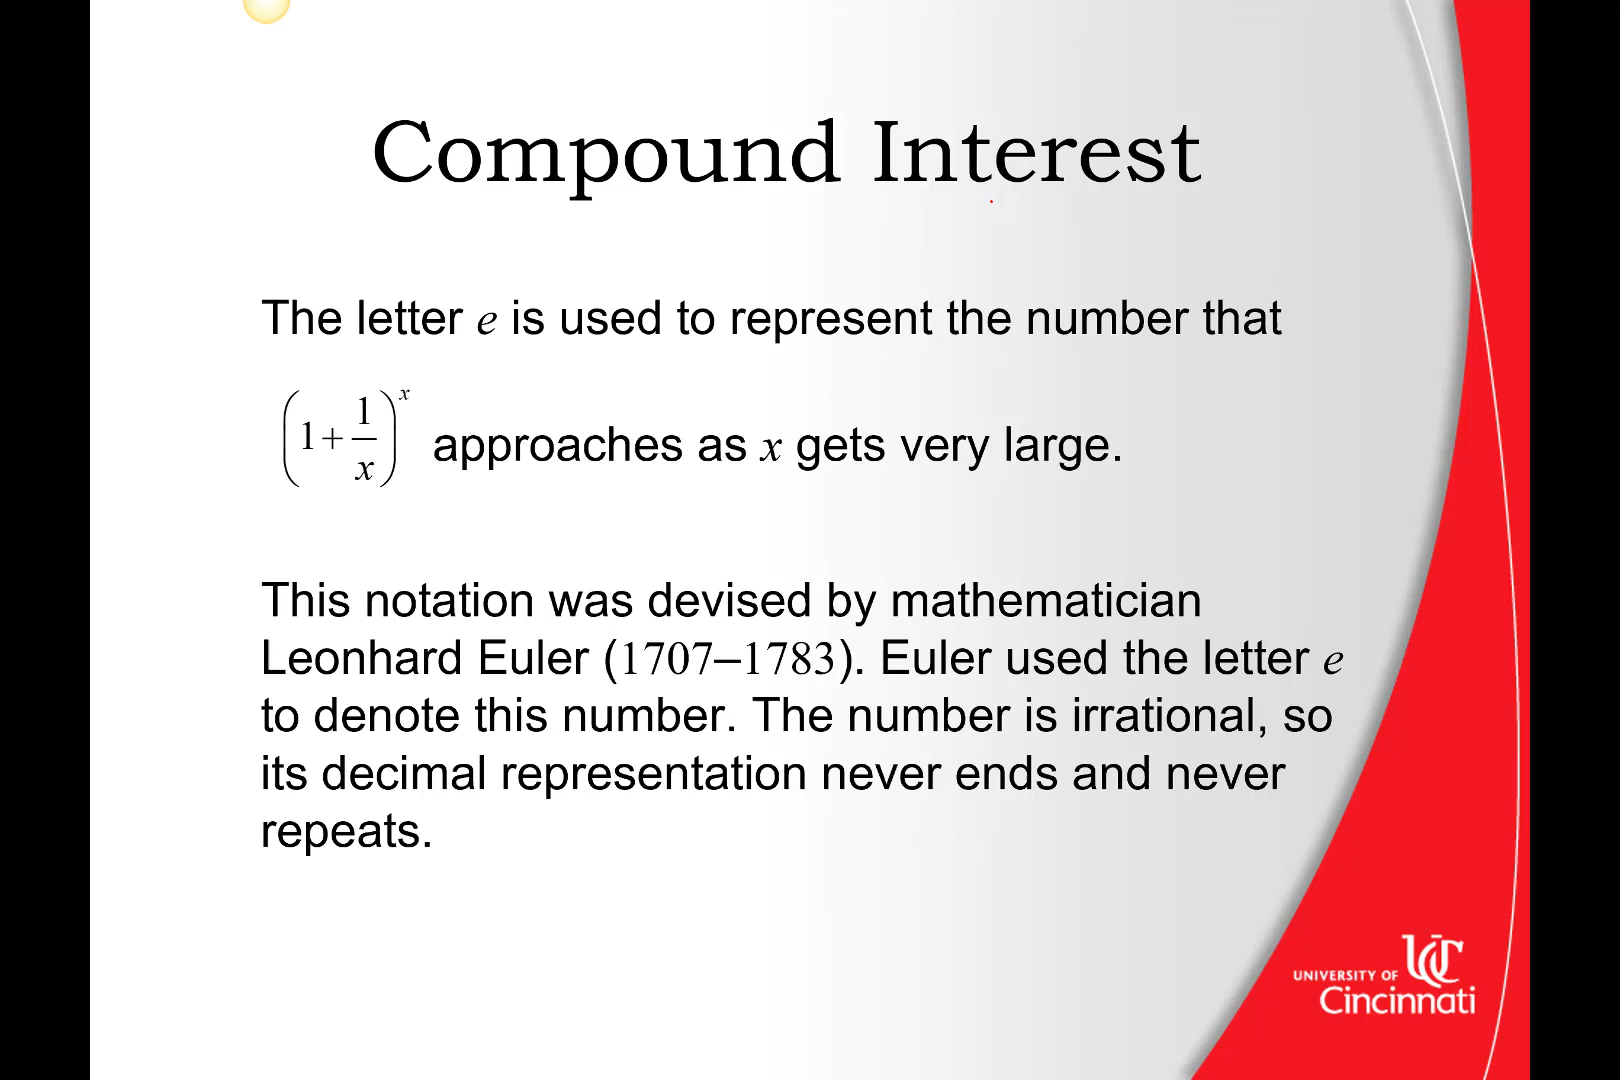 Compound Interest
The letter e is used to represent the number that
(1+1/x)^x approaches as x gets very large.
This notation was devised by mathematician
Leonhard Euler (1707–1783). Euler used the letter e
to denote this number. The number is irrational, so
its decimal representation never ends and never
repeats.
UC
UNIVERSITY OF
Cincinnati